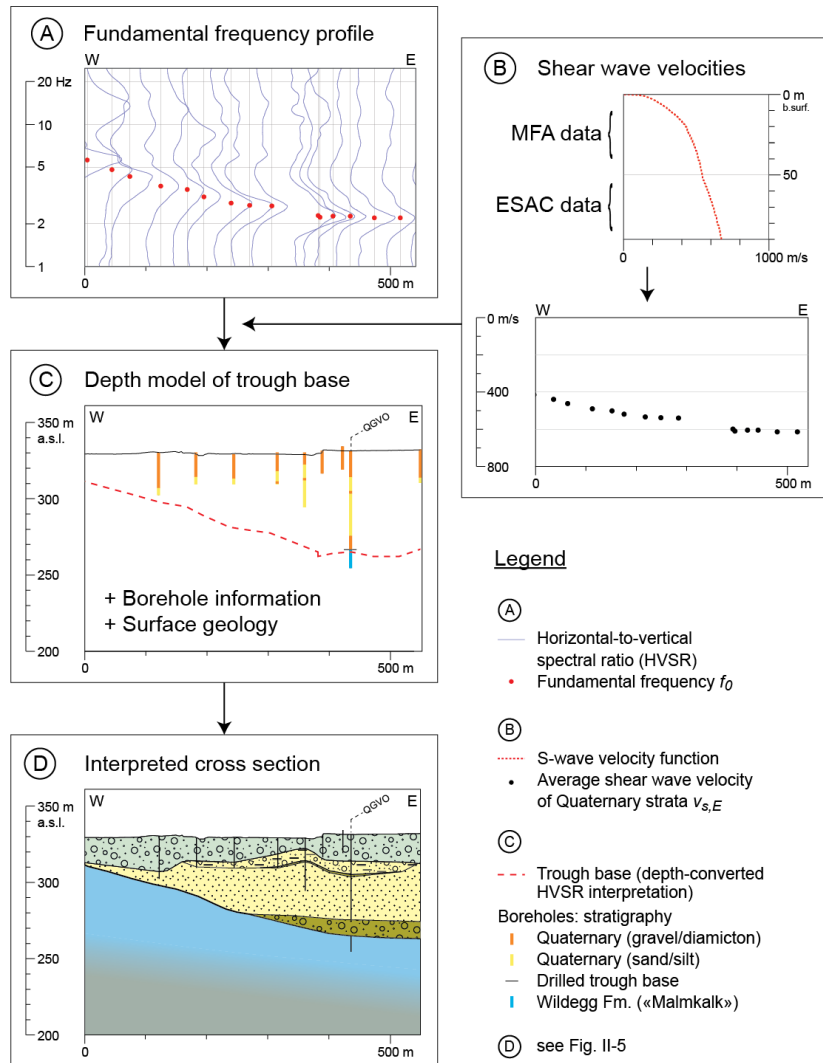 A Fundamental frequency profile
W E
20 Hz
10
5
2
1
0 500 m
B Shear wave velocities
MFA data
ESAC data
0 m
b.surf.
50
0 1000 m/s
W E
0 m/s
400
600
800
0 500 m
C Depth model of trough base
W E
350 m
a.s.l.
300
250
200
QGVO
+ Borehole information
+ Surface geology
0 500 m
D Interpreted cross section
W E
350 m
a.s.l.
300
250
200
QGVO
0 500 m
Legend
A
Horizontal-to-vertical
spectral ratio (HVSR)
Fundamental frequency f0
B
S-wave velocity function
Average shear wave velocity
of Quaternary strata vs,E
C
Trough base (depth-converted
HVSR interpretation)
Boreholes: stratigraphy
Quaternary (gravel/diamicton)
Quaternary (sand/silt)
Drilled trough base
Wildegg Fm. («Malmkalk»)
D see Fig. II-5